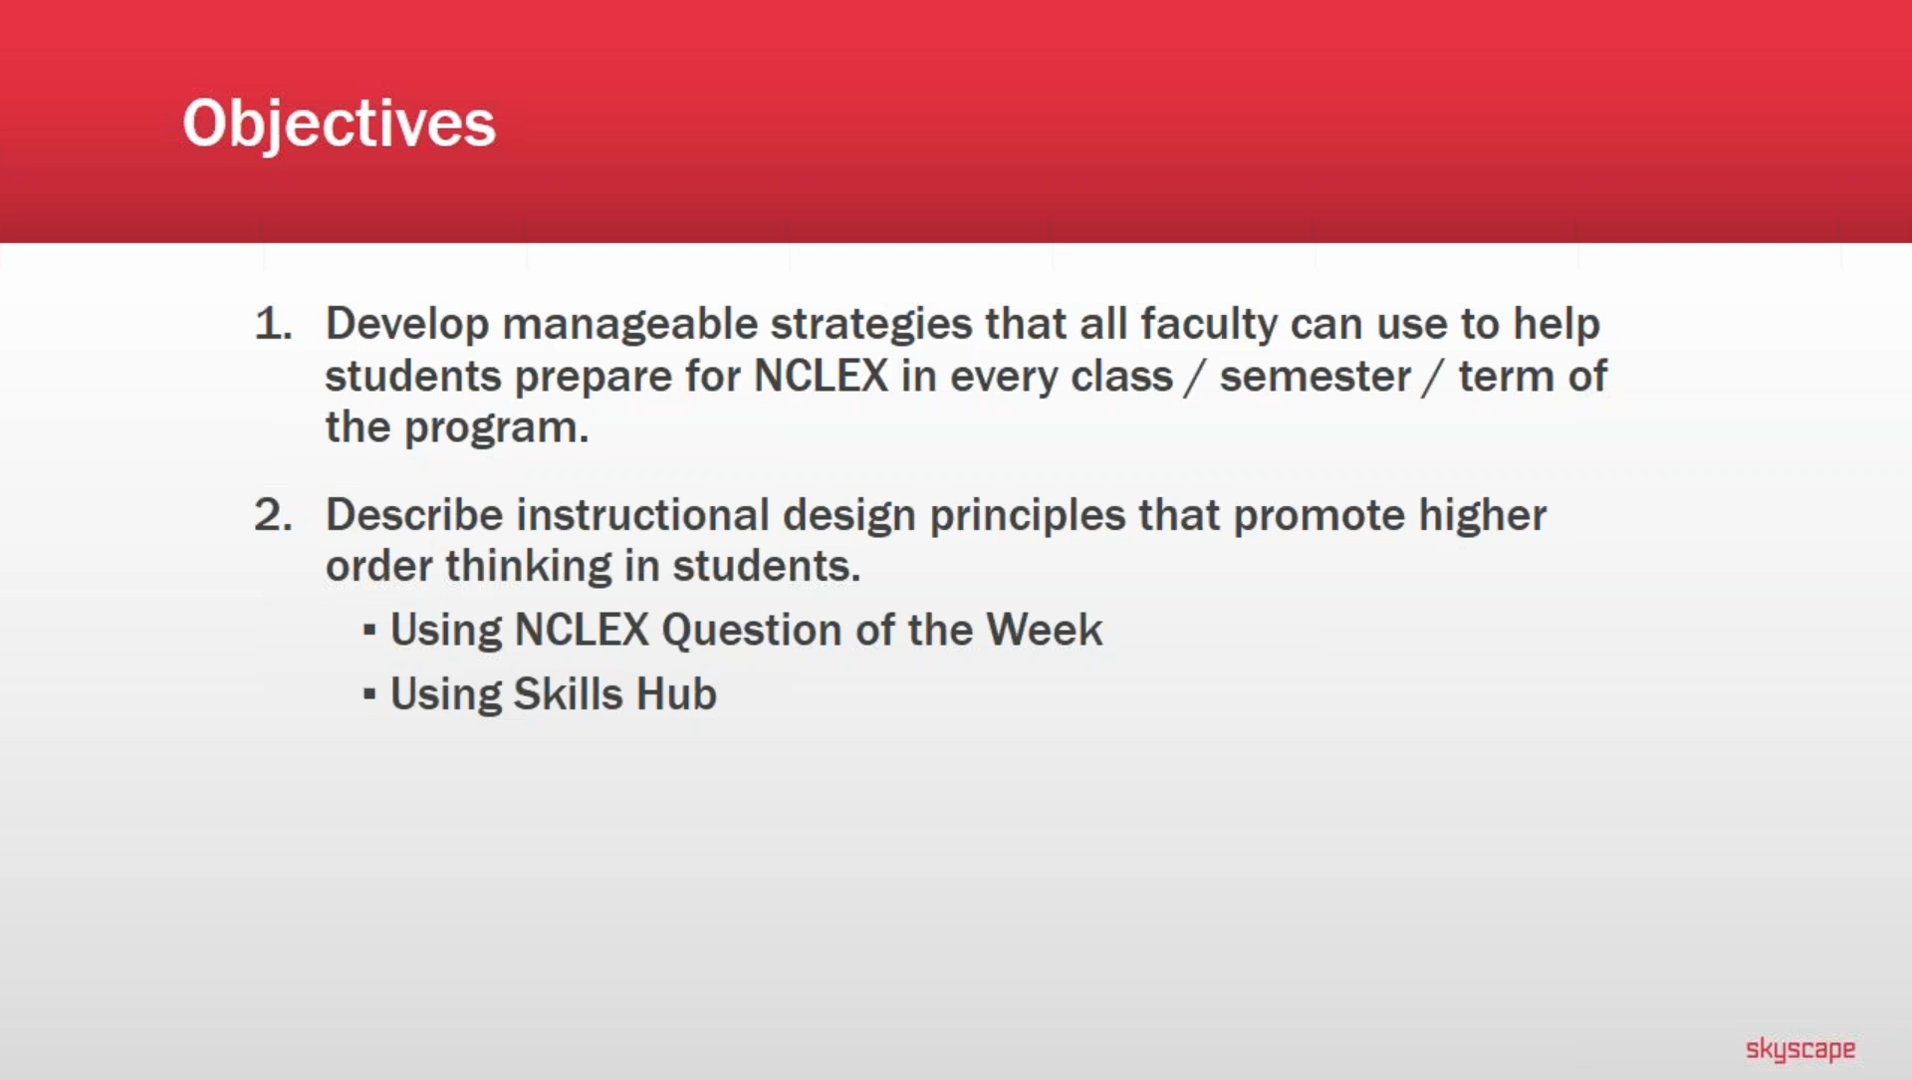 Objectives
1. Develop manageable strategies that all faculty can use to help
students prepare for NCLEX in every class / semester / term of
the program.
2. Describe instructional design principles that promote higher
order thinking in students.
▪ Using NCLEX Question of the Week
▪ Using Skills Hub
skyscape